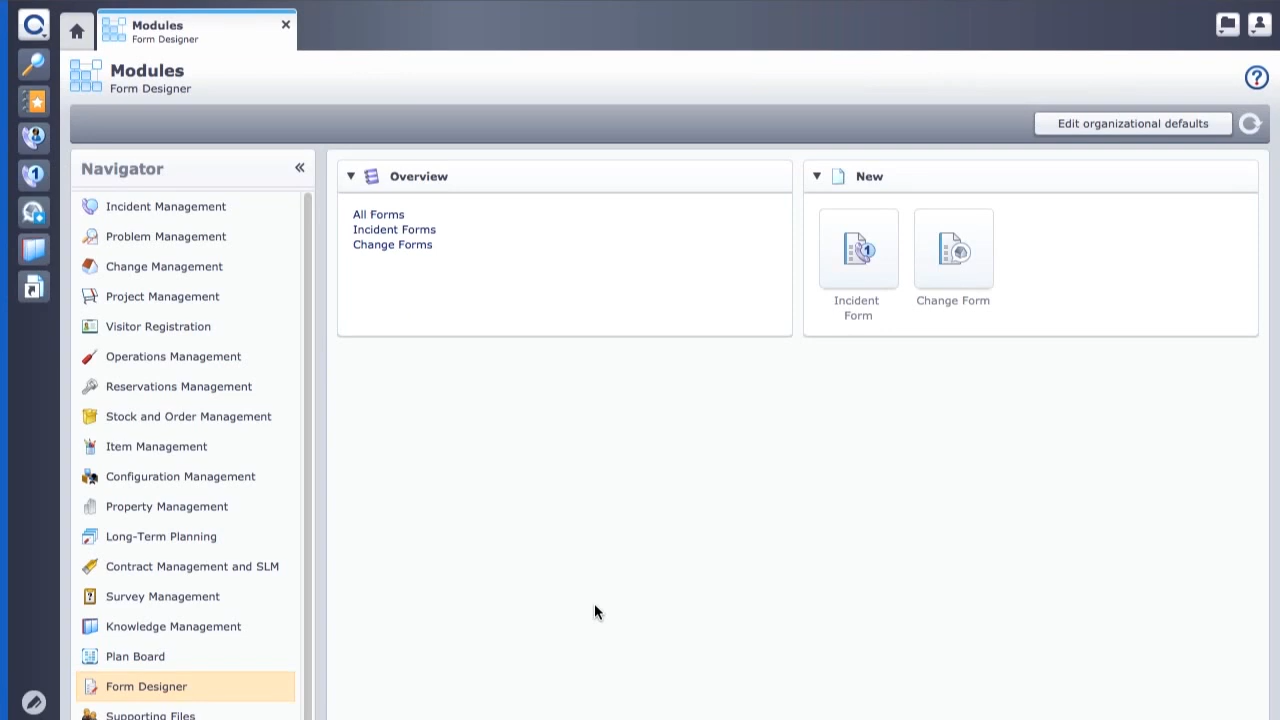 Modules
Form Designer
Modules
Form Designer
Edit organizational defaults
Navigator
Incident Management
Problem Management
Change Management
Project Management
Visitor Registration
Operations Management
Reservations Management
Stock and Order Management
Item Management
Configuration Management
Property Management
Long-Term Planning
Contract Management and SLM
Survey Management
Knowledge Management
Plan Board
Form Designer
Supporting Files
Overview
All Forms
Incident Forms
Change Forms
New
Incident
Form
Change Form